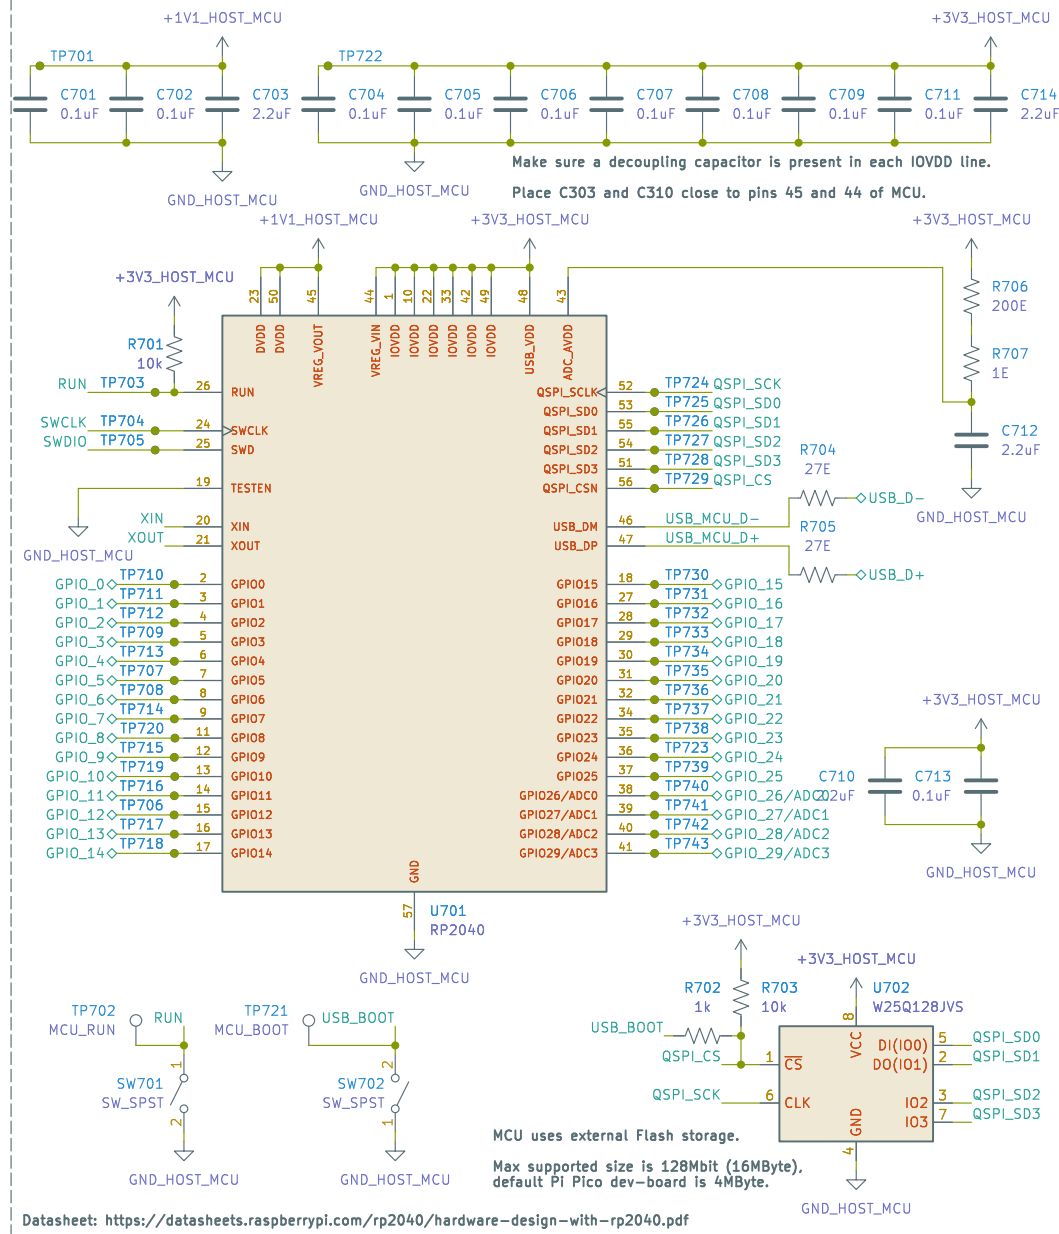 +1V1_HOST_MCU
+3V3_HOST_MCU
TP701
TP722
C701
0.1uF
C702
0.1uF
C703
2.2uF
C704
0.1uF
C705
0.1uF
C706
0.1uF
C707
0.1uF
C708
0.1uF
C709
0.1uF
C711
0.1uF
C714
2.2uF
GND_HOST_MCU
GND_HOST_MCU
Make sure a decoupling capacitor is present in each IOVDD line.
Place C303 and C310 close to pins 45 and 44 of MCU.
+1V1_HOST_MCU
+3V3_HOST_MCU
+3V3_HOST_MCU
+3V3_HOST_MCU
R701
10k
R706
200E
R707
1E
C712
2.2uF
GND_HOST_MCU
23 DVDD
50 DVDD
45 VREG_VOUT
44 VREG_VIN
1 IOVDD
10 IOVDD
22 IOVDD
33 IOVDD
42 IOVDD
49 IOVDD
48 USB_VDD
43 ADC_AVDD
RUN TP703 26 RUN
SWCLK TP704 24 SWCLK
SWDIO TP705 25 SWD
19 TESTEN
GND_HOST_MCU
XIN 20 XIN
XOUT 21 XOUT
GPIO_0 TP710 2 GPIO0
GPIO_1 TP711 3 GPIO1
GPIO_2 TP712 4 GPIO2
GPIO_3 TP709 5 GPIO3
GPIO_4 TP713 6 GPIO4
GPIO_5 TP707 7 GPIO5
GPIO_6 TP708 8 GPIO6
GPIO_7 TP714 9 GPIO7
GPIO_8 TP720 11 GPIO8
GPIO_9 TP715 12 GPIO9
GPIO_10 TP719 13 GPIO10
GPIO_11 TP716 14 GPIO11
GPIO_12 TP706 15 GPIO12
GPIO_13 TP717 16 GPIO13
GPIO_14 TP718 17 GPIO14
QSPI_SCLK 52 TP724 QSPI_SCK
QSPI_SD0 53 TP725 QSPI_SD0
QSPI_SD1 55 TP726 QSPI_SD1
QSPI_SD2 54 TP727 QSPI_SD2
QSPI_SD3 51 TP728 QSPI_SD3
QSPI_CSN 56 TP729 QSPI_CS
R704
27E
USB_D-
USB_DM 46 USB_MCU_D-
USB_DP 47 USB_MCU_D+
R705
27E
USB_D+
GPIO15 18 TP730 GPIO_15
GPIO16 27 TP731 GPIO_16
GPIO17 28 TP732 GPIO_17
GPIO18 29 TP733 GPIO_18
GPIO19 30 TP734 GPIO_19
GPIO20 31 TP735 GPIO_20
GPIO21 32 TP736 GPIO_21
GPIO22 34 TP737 GPIO_22
GPIO23 35 TP738 GPIO_23
GPIO24 36 TP723 GPIO_24
GPIO25 37 TP739 GPIO_25
GPIO26/ADC0 38 TP740 GPIO_26/ADC0
GPIO27/ADC1 39 TP741 GPIO_27/ADC1
GPIO28/ADC2 40 TP742 GPIO_28/ADC2
GPIO29/ADC3 41 TP743 GPIO_29/ADC3
+3V3_HOST_MCU
C710
2.2uF
C713
0.1uF
GND_HOST_MCU
GND
57
U701
RP2040
GND_HOST_MCU
TP702
MCU_RUN
RUN
1
SW701
SW_SPST
2
GND_HOST_MCU
TP721
MCU_BOOT
USB_BOOT
2
SW702
SW_SPST
1
GND_HOST_MCU
+3V3_HOST_MCU
+3V3_HOST_MCU
R702
1k
R703
10k
U702
W25Q128JVS
USB_BOOT
QSPI_CS 1 CS
QSPI_SCK 6 CLK
8 VCC
DI(IO0) 5 QSPI_SD0
DO(IO1) 2 QSPI_SD1
IO2 3 QSPI_SD2
IO3 7 QSPI_SD3
GND 4
GND_HOST_MCU
MCU uses external Flash storage.
Max supported size is 128Mbit (16MByte),
default Pi Pico dev-board is 4MByte.
Datasheet: https://datasheets.raspberrypi.com/rp2040/hardware-design-with-rp2040.pdf